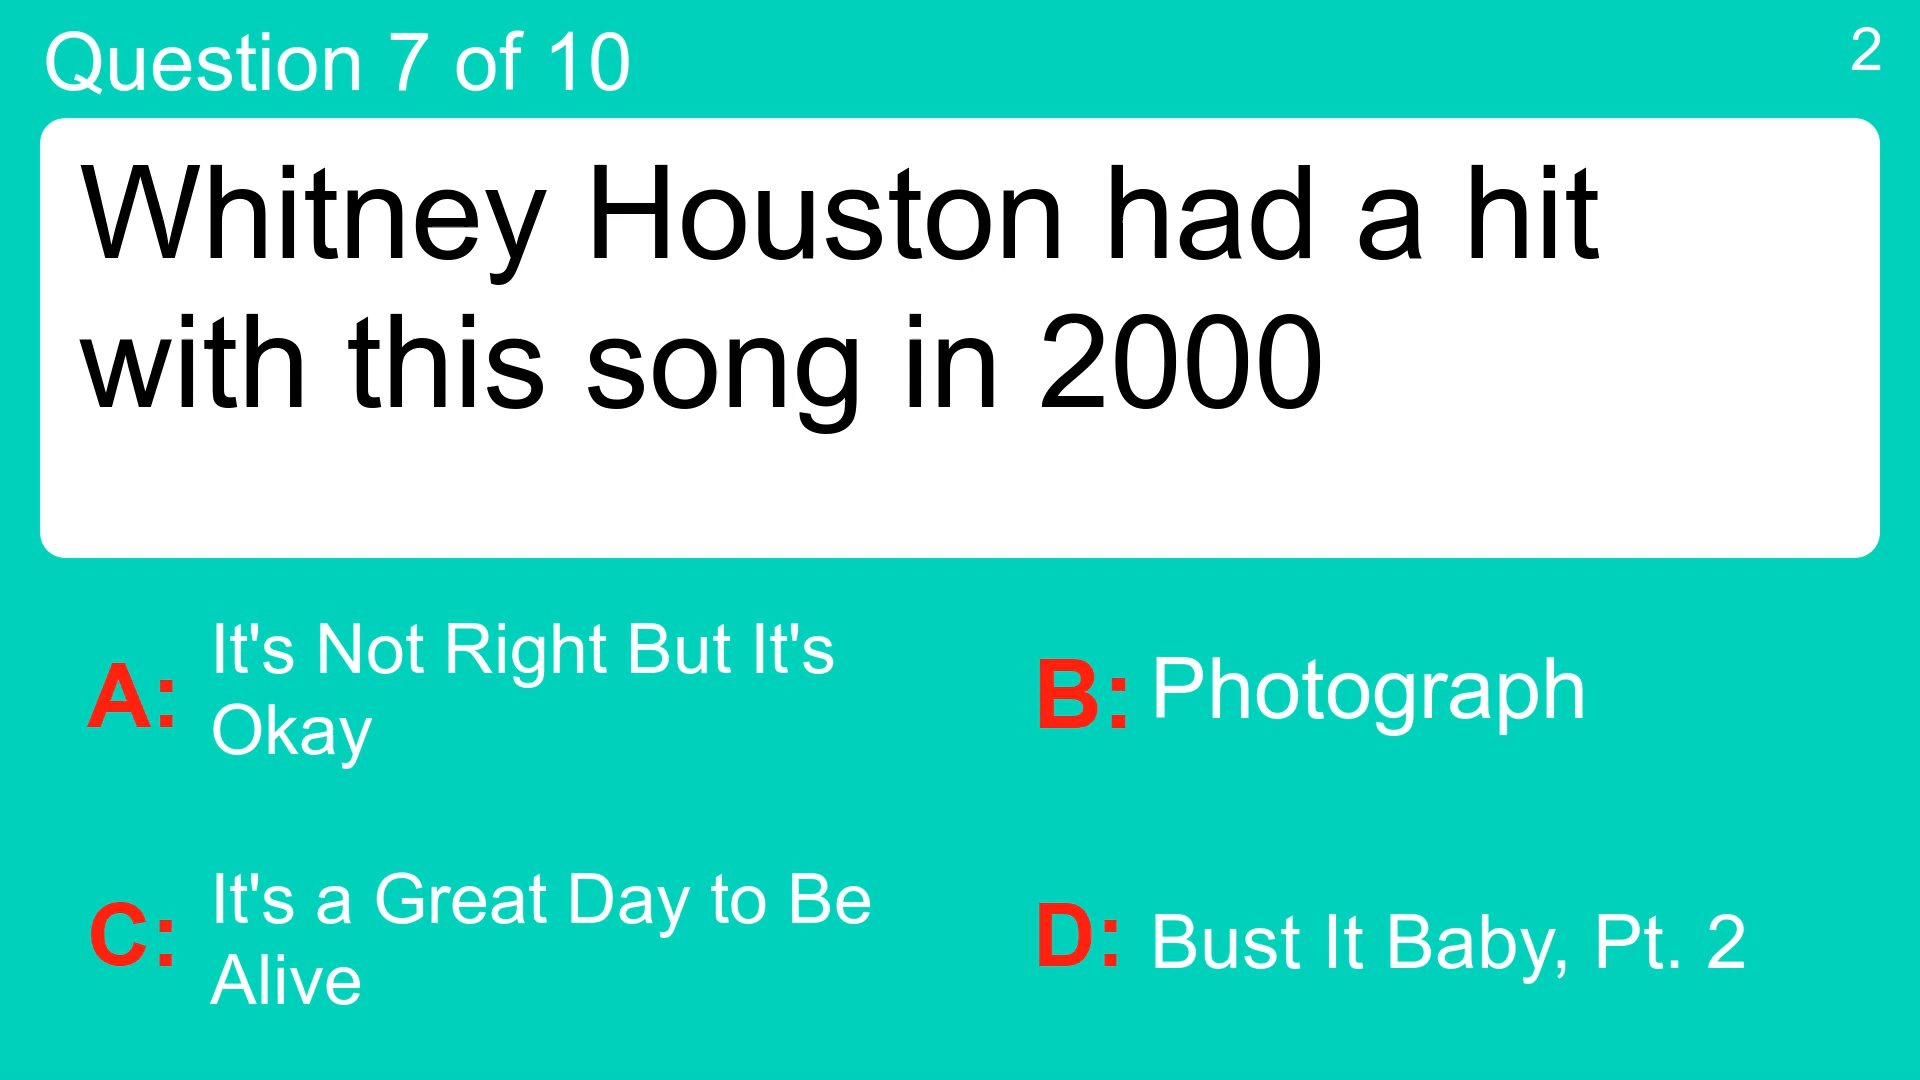 Question 7 of 10
2
Whitney Houston had a hit
with this song in 2000
A:
It's Not Right But It's
Okay
B:
Photograph
C:
It's a Great Day to Be
Alive
D:
Bust It Baby, Pt. 2